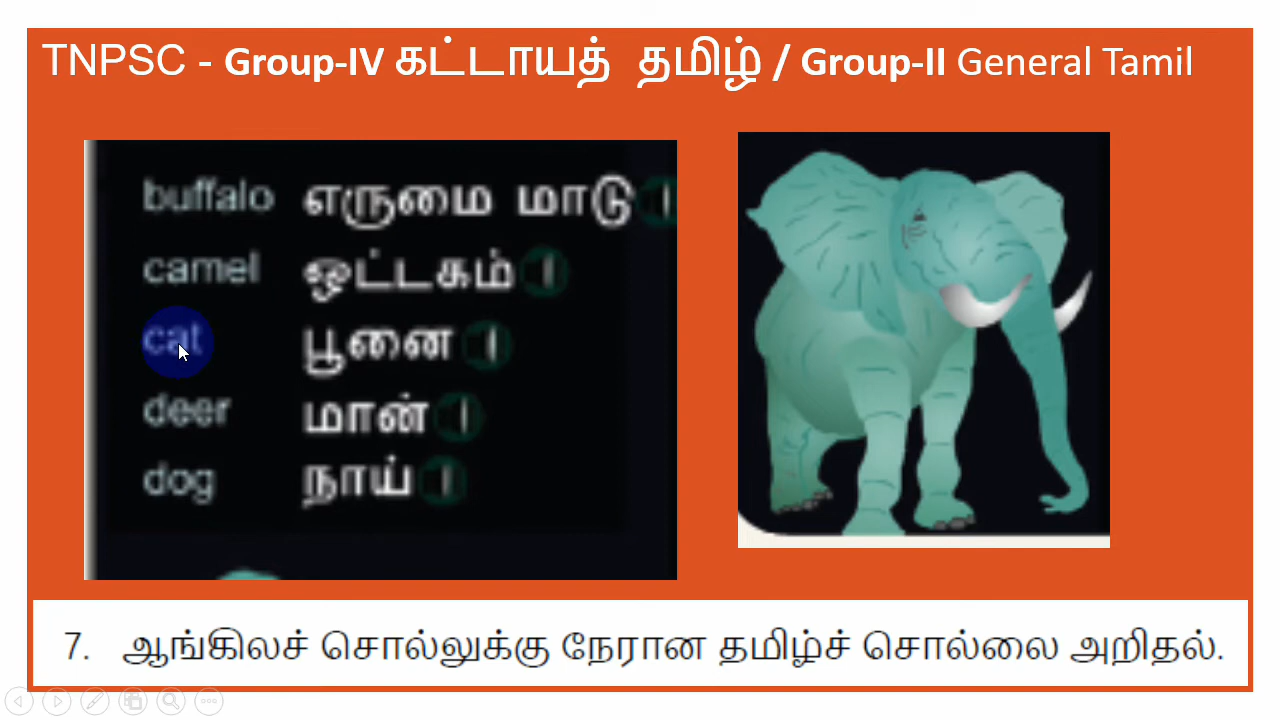 TNPSC - Group-IV கட்டாயத் தமிழ் / Group-II General Tamil
buffalo எருமை மாடு
camel ஒட்டகம்
cat பூனை
deer மான்
dog நாய்
7. ஆங்கிலச் சொல்லுக்கு நேரான தமிழ்ச் சொல்லை அறிதல்.